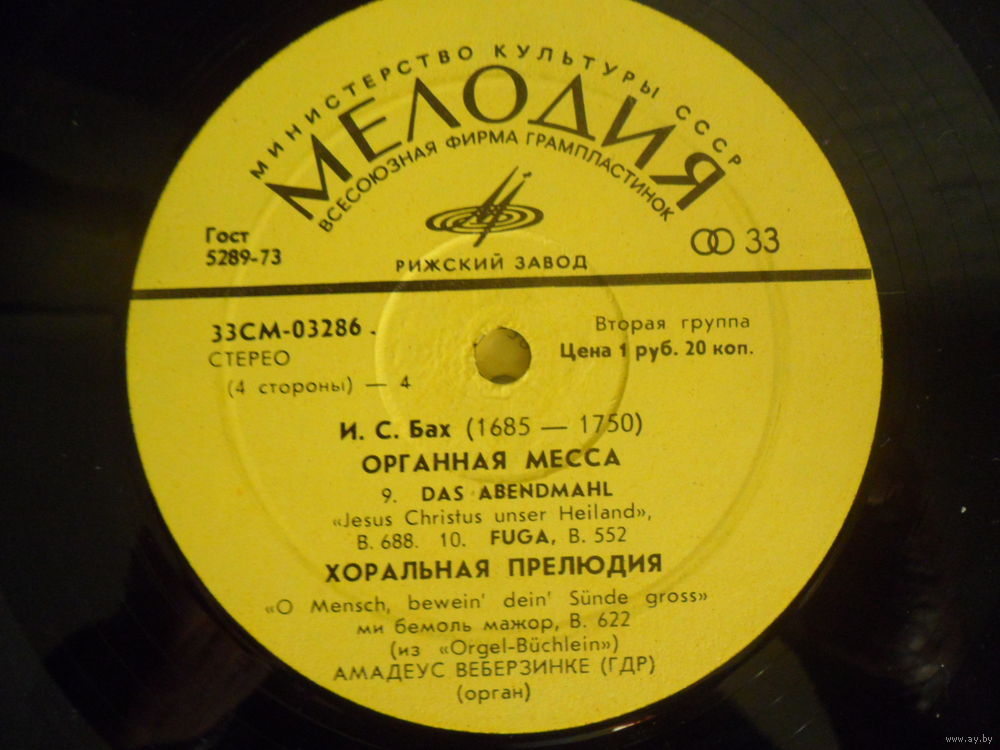 МИНИСТЕРСТВО КУЛЬТУРЫ СССР
МЕЛОДИЯ
ВСЕСОЮЗНАЯ ФИРМА ГРАМПЛАСТИНОК
Гост
5289-73
33
РИЖСКИЙ ЗАВОД
33СМ-03286.
СТЕРЕО
(4 стороны) — 4
Вторая группа
Цена 1 руб. 20 коп.
И. С. Бах (1685 — 1750)
ОРГАННАЯ МЕССА
9. DAS ABENDMAHL
«Jesus Christus unser Heiland»,
B. 688. 10. FUGA, B. 552
ХОРАЛЬНАЯ ПРЕЛЮДИЯ
«O Mensch, bewein' dein' Sünde gross»
ми бемоль мажор, B. 622
(из «Orgel-Büchlein»)
АМАДЕУС ВЕБЕРЗИНКЕ (ГДР)
(орган)
www.ay.by